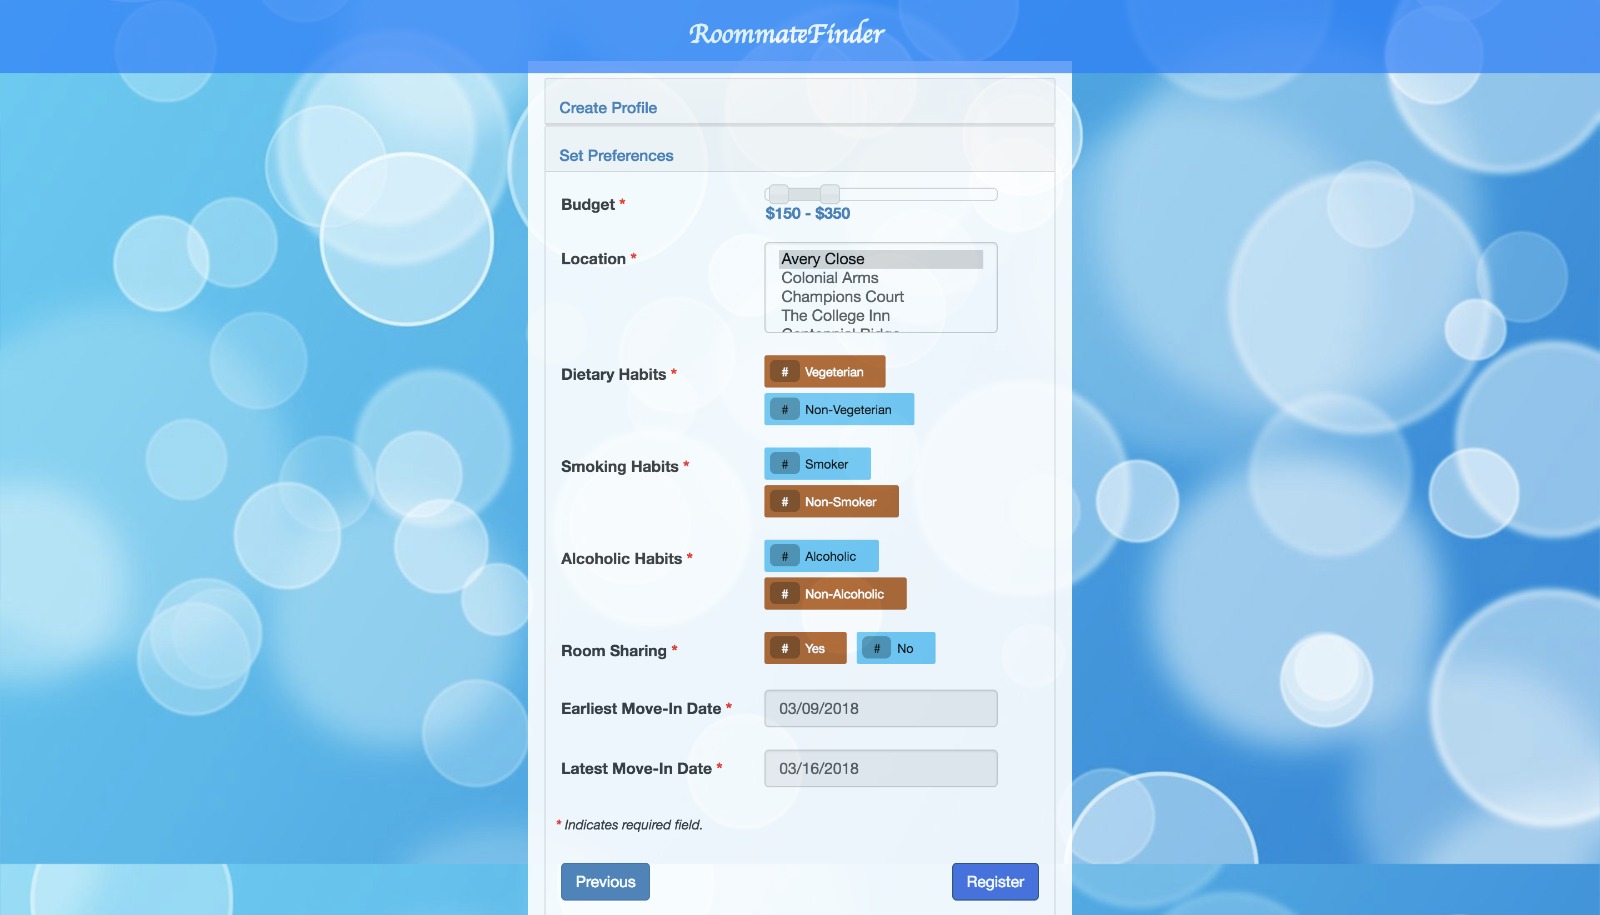 RoommateFinder
Create Profile
Set Preferences
Budget *
$150 - $350
Location *
Avery Close
Colonial Arms
Champions Court
The College Inn
Centennial Ridge
Dietary Habits *
# Vegeterian
# Non-Vegeterian
Smoking Habits *
# Smoker
# Non-Smoker
Alcoholic Habits *
# Alcoholic
# Non-Alcoholic
Room Sharing *
# Yes # No
Earliest Move-In Date * 03/09/2018
Latest Move-In Date * 03/16/2018
* Indicates required field.
Previous Register